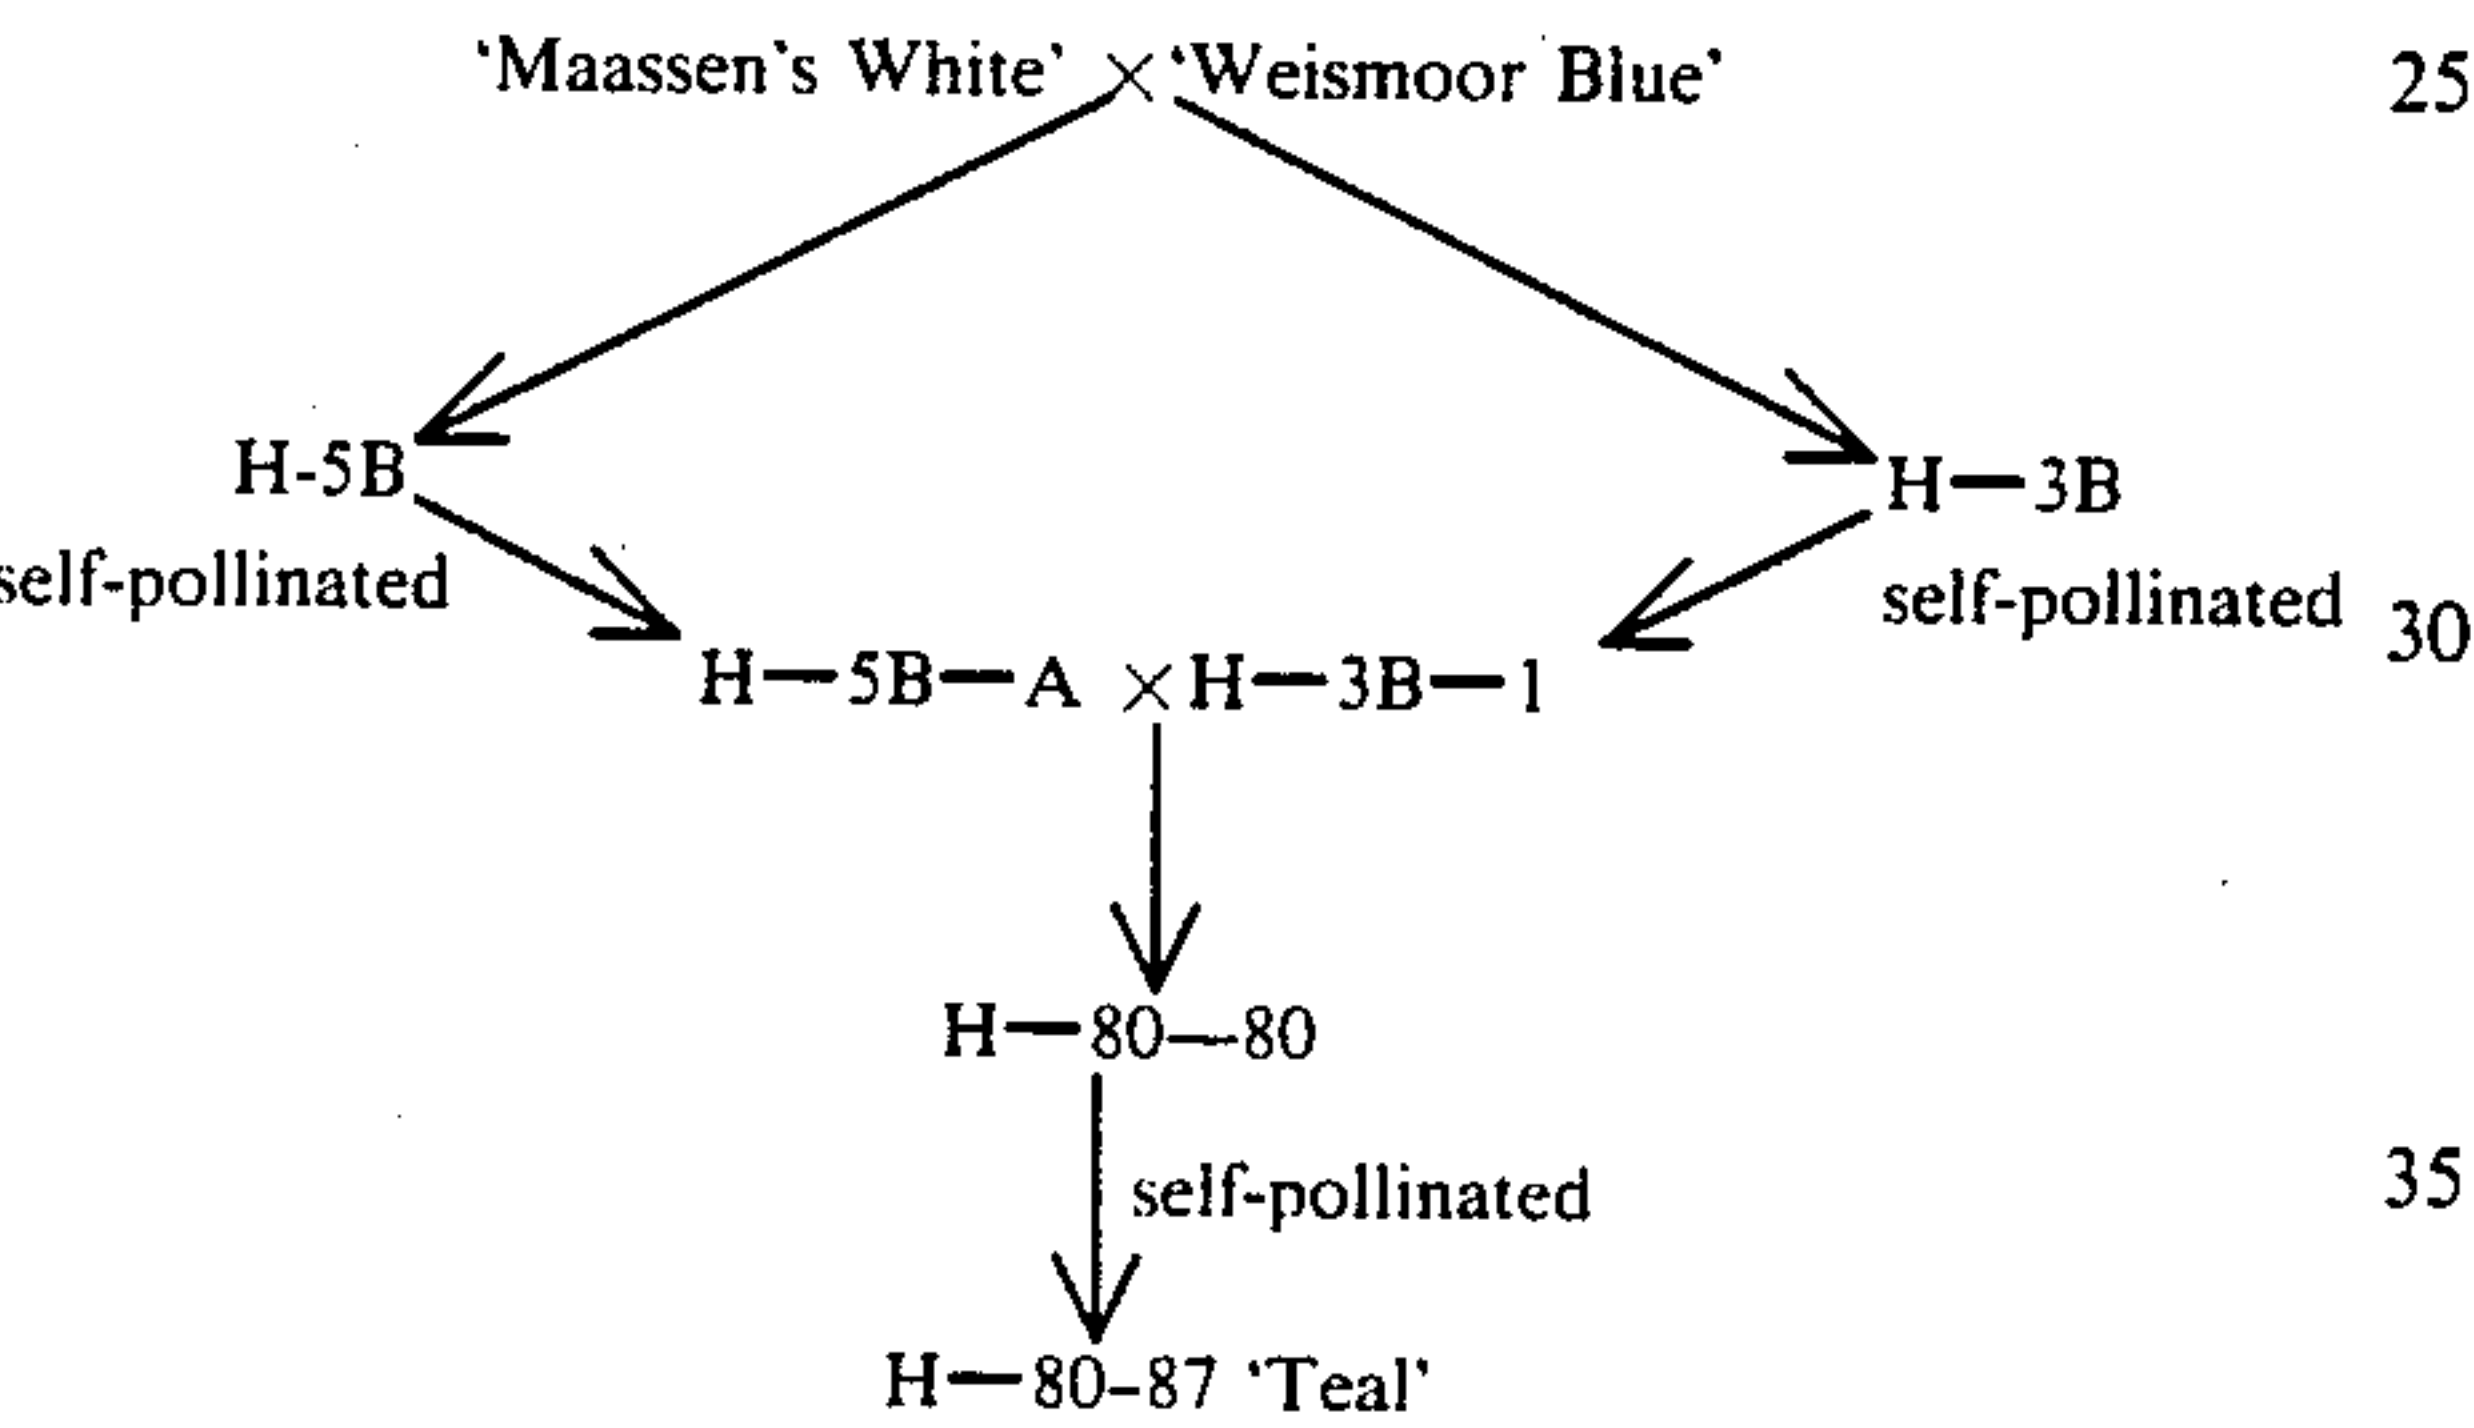 ‘Maassen‵s White’ × ‘Weismoor Blue’ 25
H-5B H—3B
self-pollinated self-pollinated 30
H—5B—A × H—3B—1
H—80—80
self-pollinated 35
H—80-87 ‘Teal’